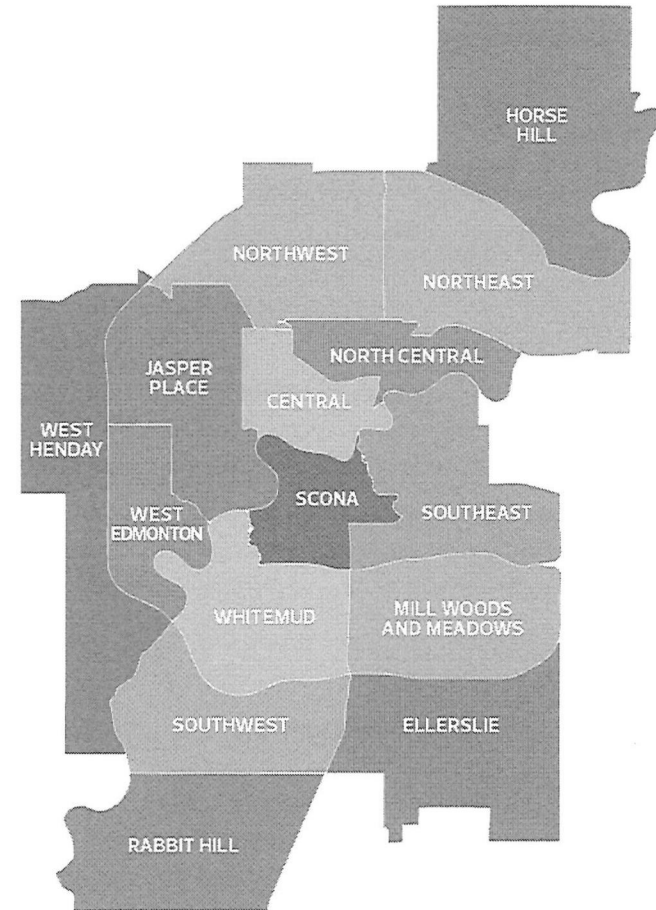 HORSE
HILL
NORTHWEST
NORTHEAST
NORTH CENTRAL
JASPER
PLACE
CENTRAL
WEST
HENDAY
SCONA
WEST
EDMONTON
SOUTHEAST
WHITEMUD
MILL WOODS
AND MEADOWS
SOUTHWEST
ELLERSLIE
RABBIT HILL